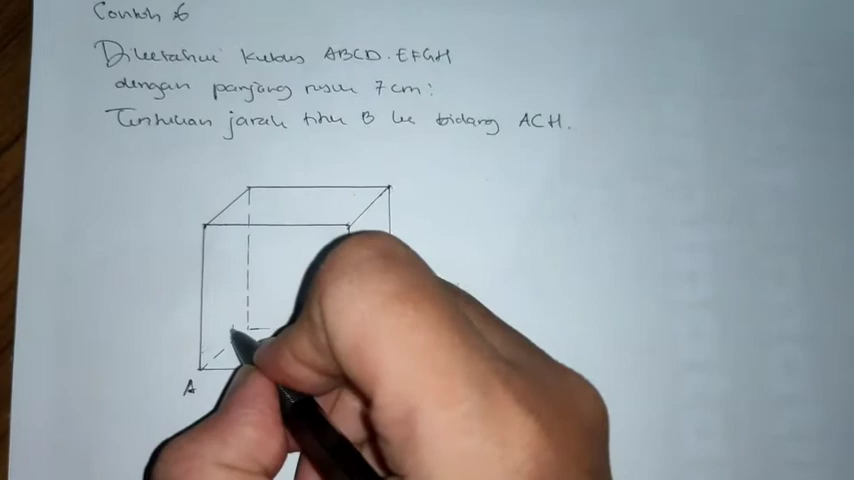 Contoh 6
Diketahui kubus ABCD.EFGH
dengan panjang rusuk 7 cm:
Tentukan jarak titik B ke bidang ACH.
A